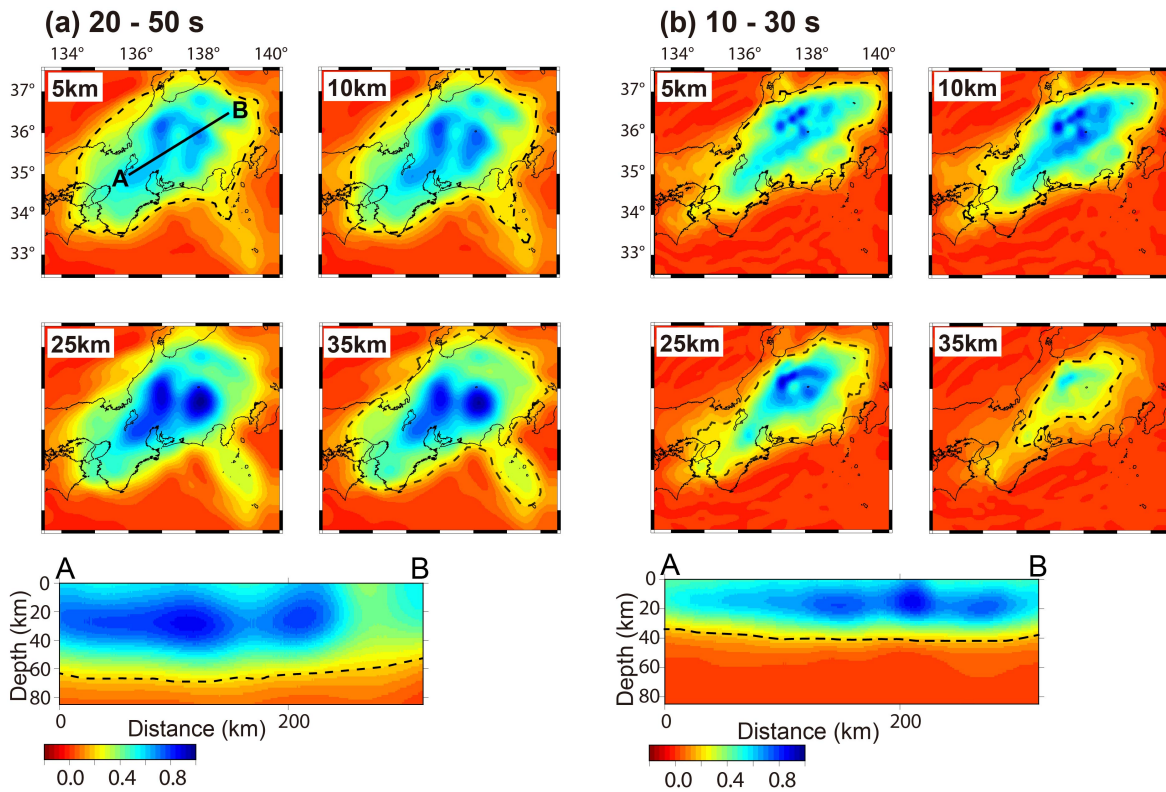 (a) 20 - 50 s
134° 136° 138° 140°
5km
10km
37°
36°
35°
34°
33°
A
B
25km
35km
A B
0
20
40
60
80
Depth (km)
0 200
Distance (km)
0.0 0.4 0.8
(b) 10 - 30 s
134° 136° 138° 140°
5km
10km
37°
36°
35°
34°
33°
25km
35km
A B
0
20
40
60
80
Depth (km)
0 200
Distance (km)
0.0 0.4 0.8